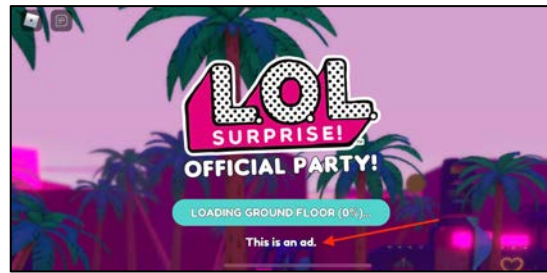 L.O.L.
SURPRISE!
OFFICIAL PARTY!
LOADING GROUND FLOOR (0%)...
This is an ad.